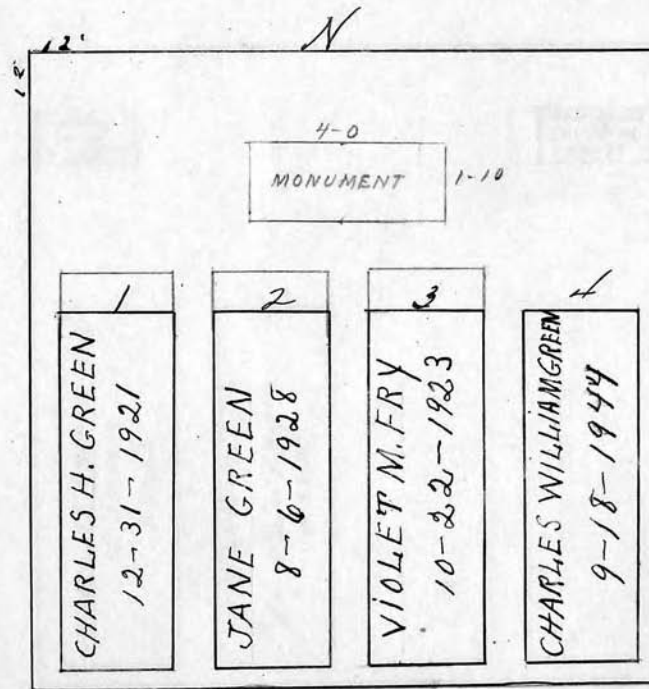 N
12'
12
4-0
MONUMENT
1-10
1
2
3
4
CHARLES H. GREEN
12-31-1921
JANE GREEN
8-6-1928
VIOLET M. FRY
10-22-1923
CHARLES WILLIAM GREEN
9-18-1944